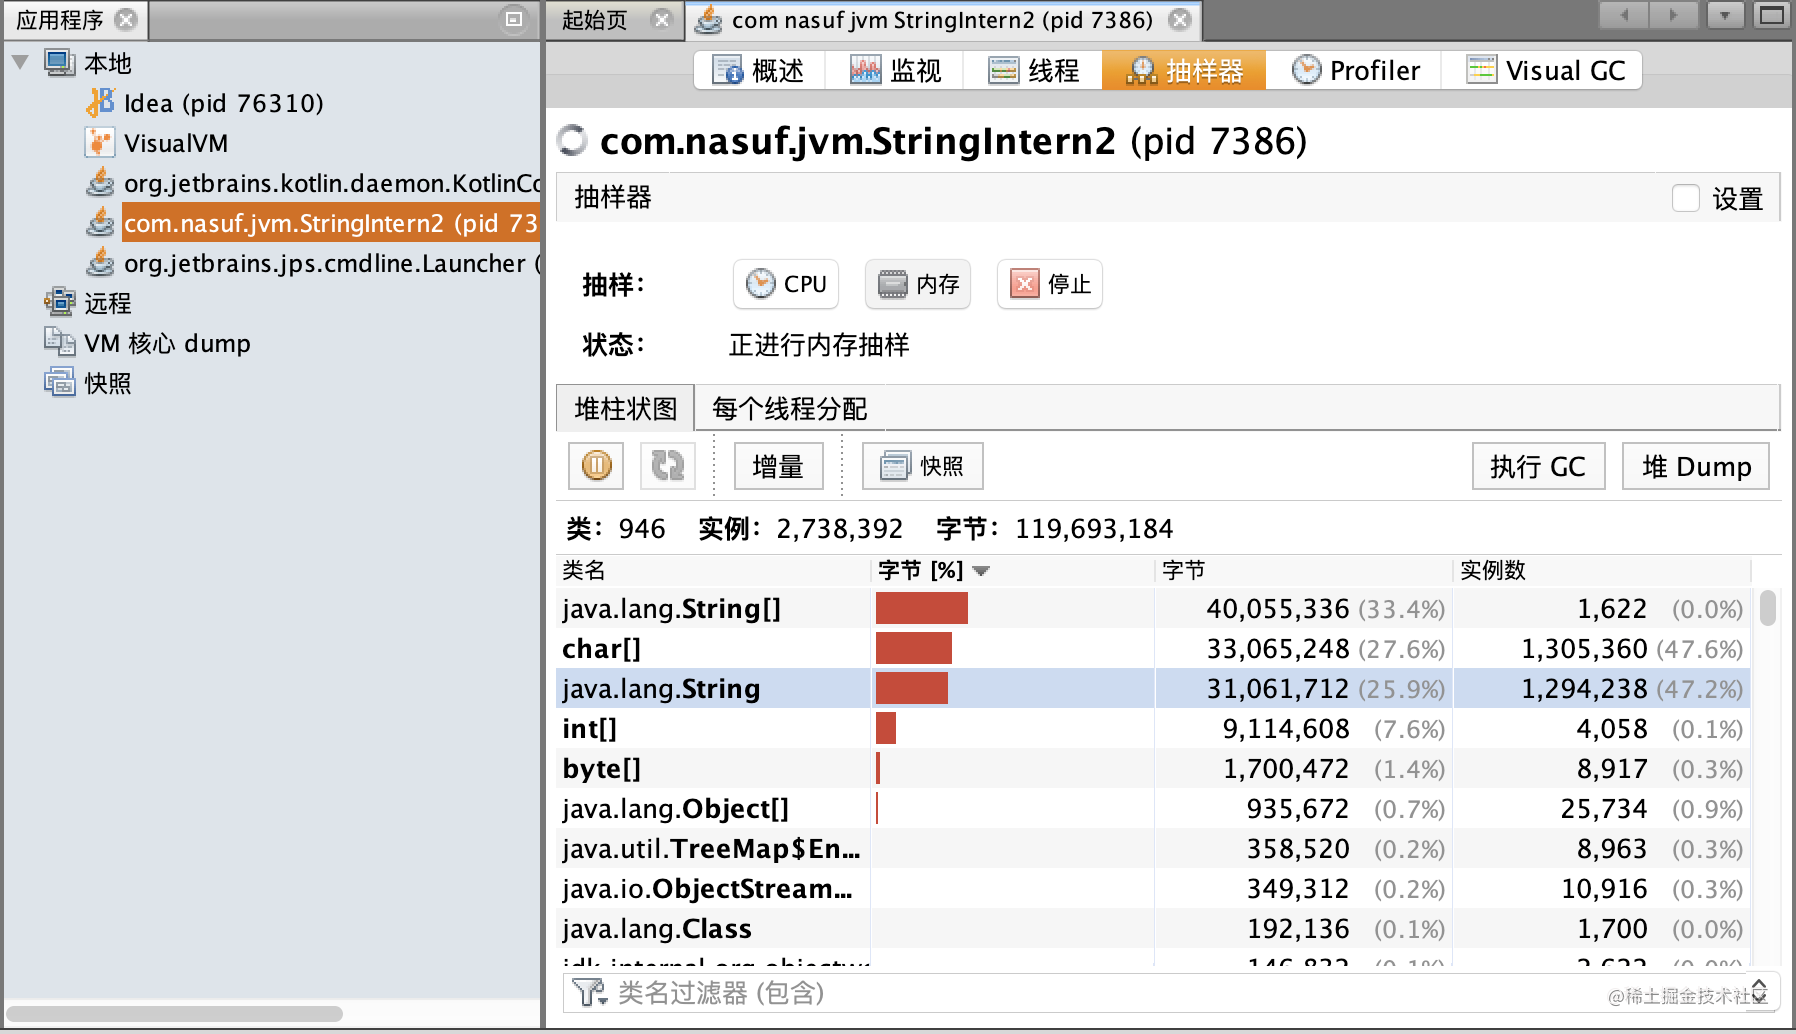 应用程序
本地
Idea (pid 76310)
VisualVM
org.jetbrains.kotlin.daemon.KotlinCo
com.nasuf.jvm.StringIntern2 (pid 73
org.jetbrains.jps.cmdline.Launcher (
远程
VM 核心 dump
快照
起始页
com nasuf jvm StringIntern2 (pid 7386)
概述 监视 线程 抽样器 Profiler Visual GC
com.nasuf.jvm.StringIntern2 (pid 7386)
抽样器 设置
抽样: CPU 内存 停止
状态: 正进行内存抽样
堆柱状图 每个线程分配
增量 快照 执行 GC 堆 Dump
类: 946 实例: 2,738,392 字节: 119,693,184
类名 字节 [%] 字节 实例数
java.lang.String[] 40,055,336 (33.4%) 1,622 (0.0%)
char[] 33,065,248 (27.6%) 1,305,360 (47.6%)
java.lang.String 31,061,712 (25.9%) 1,294,238 (47.2%)
int[] 9,114,608 (7.6%) 4,058 (0.1%)
byte[] 1,700,472 (1.4%) 8,917 (0.3%)
java.lang.Object[] 935,672 (0.7%) 25,734 (0.9%)
java.util.TreeMap$En... 358,520 (0.2%) 8,963 (0.3%)
java.io.ObjectStream... 349,312 (0.2%) 10,916 (0.3%)
java.lang.Class 192,136 (0.1%) 1,700 (0.0%)
类名过滤器 (包含)
@稀土掘金技术社区